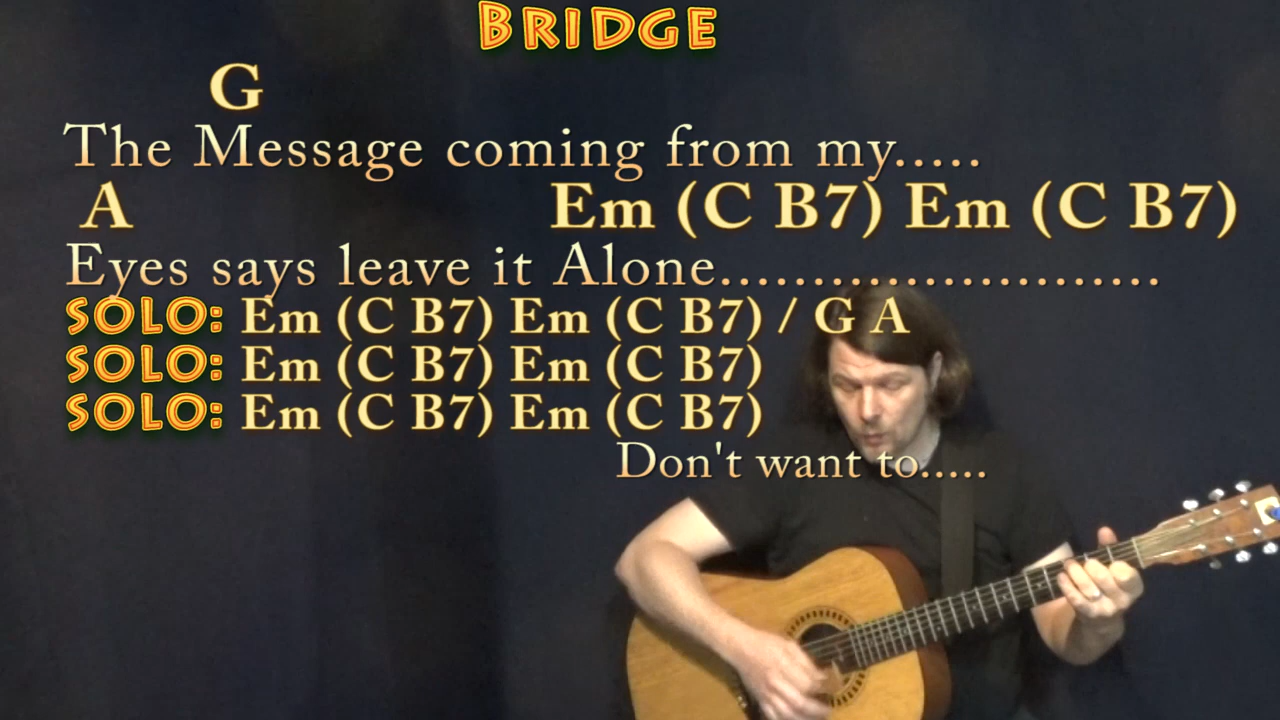 BRIDGE
G
The Message coming from my.....
A Em (C B7) Em (C B7)
Eyes says leave it Alone........................
SOLO: Em (C B7) Em (C B7) / G A
SOLO: Em (C B7) Em (C B7)
SOLO: Em (C B7) Em (C B7)
Don't want to.....